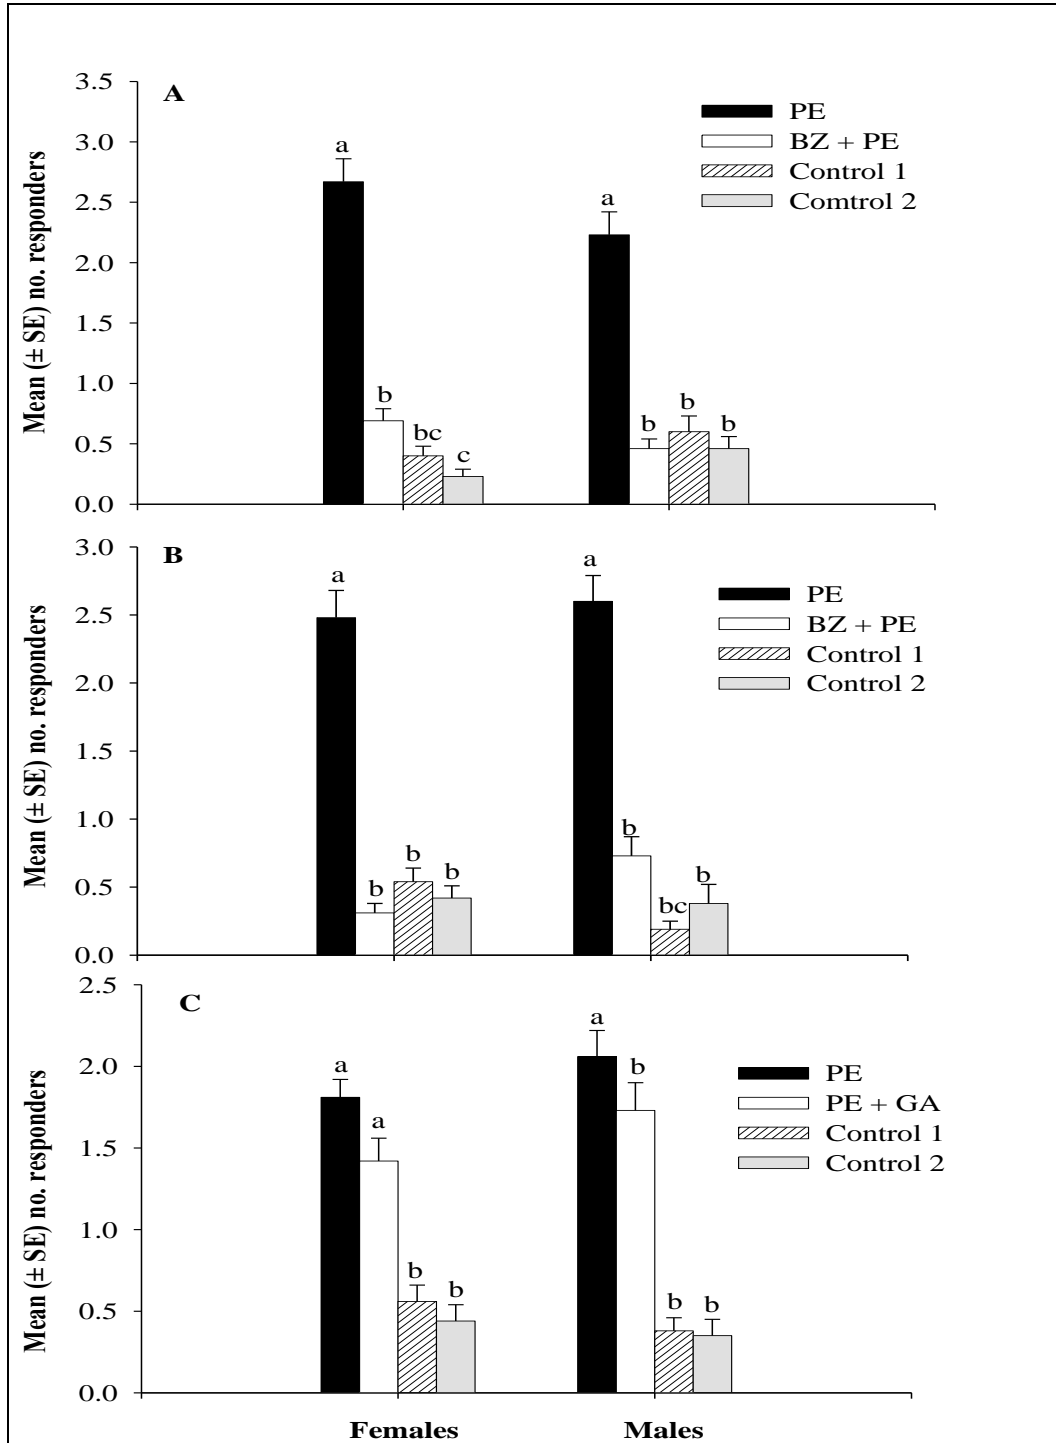 3.5
A
3.0
2.5
2.0
1.5
1.0
0.5
0.0
Mean (± SE) no. responders
PE
BZ + PE
Control 1
Comtrol 2
a
b
bc
c
a
b
b
b
3.0
B
2.5
2.0
1.5
1.0
0.5
0.0
Mean (± SE) no. responders
PE
BZ + PE
Control 1
Control 2
a
b
b
b
a
b
bc
b
2.5
C
2.0
1.5
1.0
0.5
0.0
Mean (± SE) no. responders
PE
PE + GA
Control 1
Control 2
a
a
b
b
a
b
b
b
Females
Males